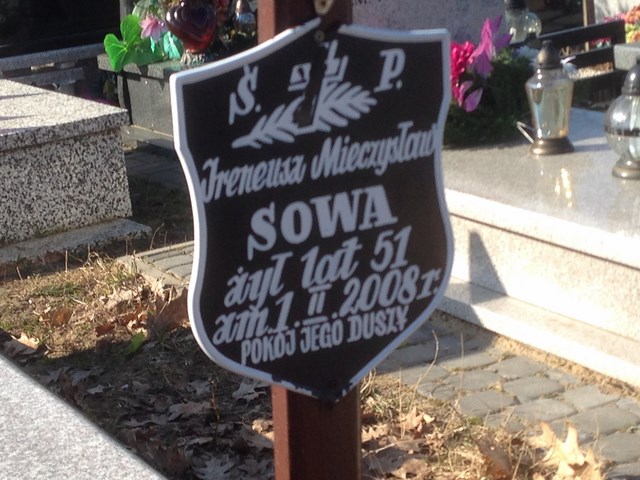 Ś. P.
Ireneusz Mieczysław
SOWA
żył lat 51
zm. 1. II. 2008 r.
POKÓJ JEGO DUSZY